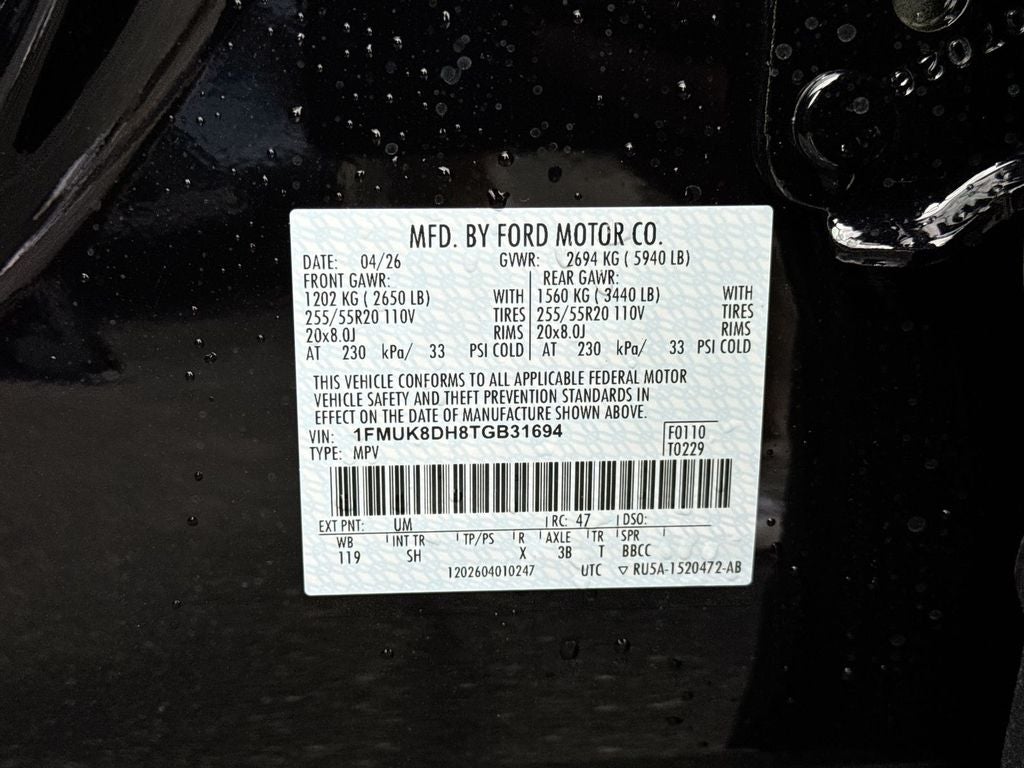 MFD. BY FORD MOTOR CO.
DATE: 04/26 GVWR: 2694 KG ( 5940 LB)
FRONT GAWR: REAR GAWR:
1202 KG ( 2650 LB) WITH 1560 KG ( 3440 LB) WITH
255/55R20 110V TIRES 255/55R20 110V TIRES
20x8.0J RIMS 20x8.0J RIMS
AT 230 kPa/ 33 PSI COLD AT 230 kPa/ 33 PSI COLD
THIS VEHICLE CONFORMS TO ALL APPLICABLE FEDERAL MOTOR
VEHICLE SAFETY AND THEFT PREVENTION STANDARDS IN
EFFECT ON THE DATE OF MANUFACTURE SHOWN ABOVE.
VIN: 1FMUK8DH8TGB31694 F0110
TYPE: MPV T0229
EXT PNT: UM RC: 47 DSO:
WB INT TR TP/PS R AXLE TR SPR
119 SH X 3B T BBCC
1202604010247 UTC ▽ RU5A-1520472-AB